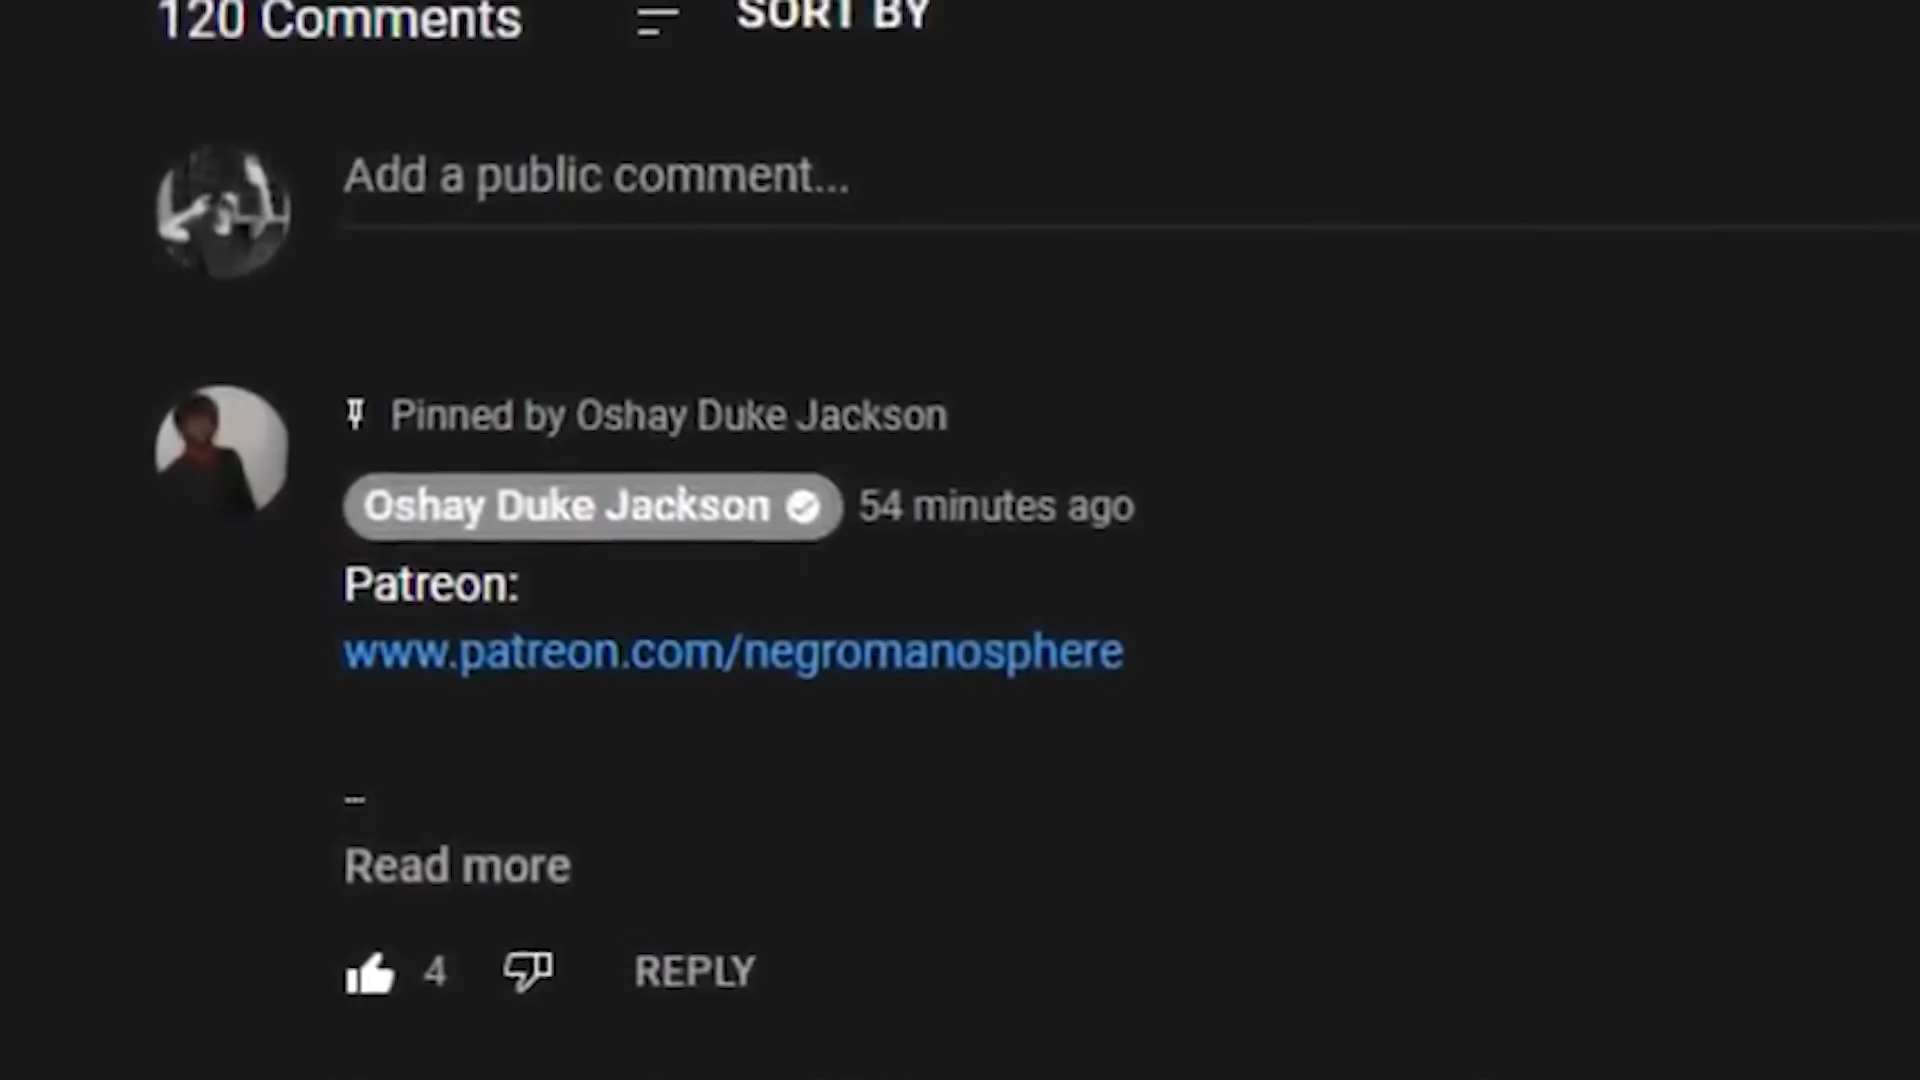 120 Comments
SORT BY
Add a public comment...
Pinned by Oshay Duke Jackson
Oshay Duke Jackson 54 minutes ago
Patreon:
www.patreon.com/negromanosphere
--
Read more
4
REPLY